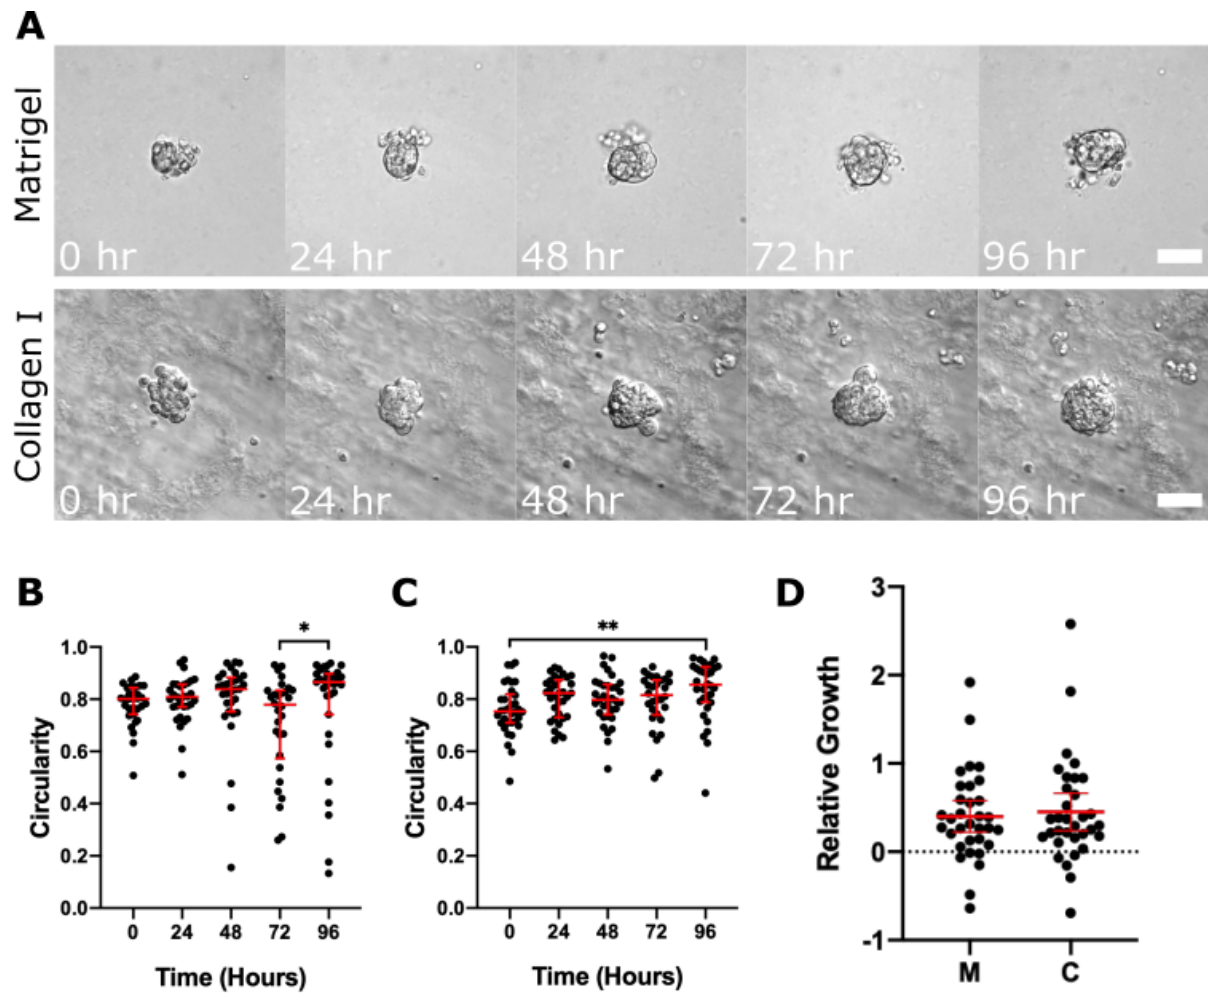 A
Matrigel
0 hr 24 hr 48 hr 72 hr 96 hr
Collagen I
0 hr 24 hr 48 hr 72 hr 96 hr
B
*
Circularity
1.0
0.8
0.6
0.4
0.2
0.0
0 24 48 72 96
Time (Hours)
C
**
Circularity
1.0
0.8
0.6
0.4
0.2
0.0
0 24 48 72 96
Time (Hours)
D
Relative Growth
3
2
1
0
-1
M C